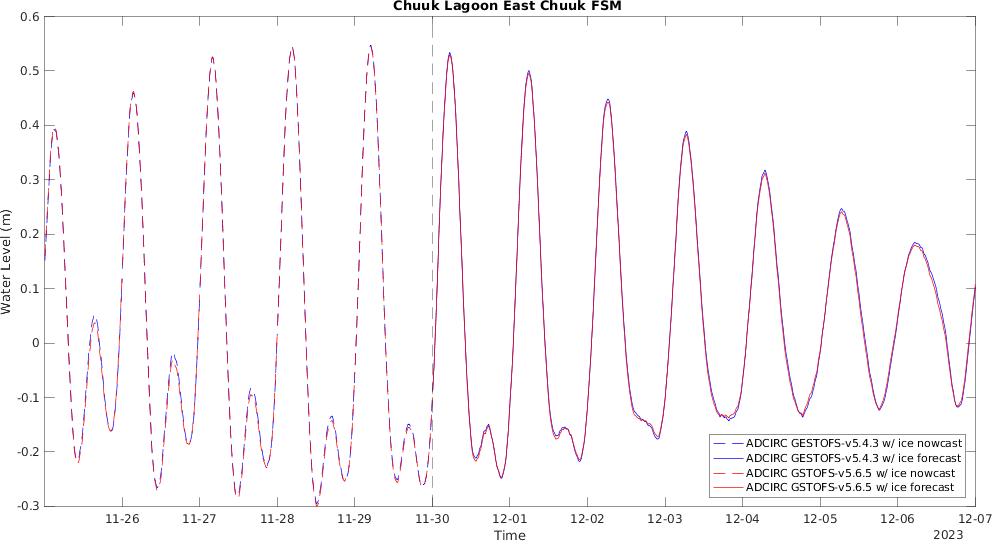 Chuuk Lagoon East Chuuk FSM
0.6
0.5
0.4
0.3
0.2
0.1
0
-0.1
-0.2
-0.3
Water Level (m)
ADCIRC GESTOFS-v5.4.3 w/ ice nowcast
ADCIRC GESTOFS-v5.4.3 w/ ice forecast
ADCIRC GSTOFS-v5.6.5 w/ ice nowcast
ADCIRC GSTOFS-v5.6.5 w/ ice forecast
11-26 11-27 11-28 11-29 11-30 12-01 12-02 12-03 12-04 12-05 12-06 12-07
Time
2023